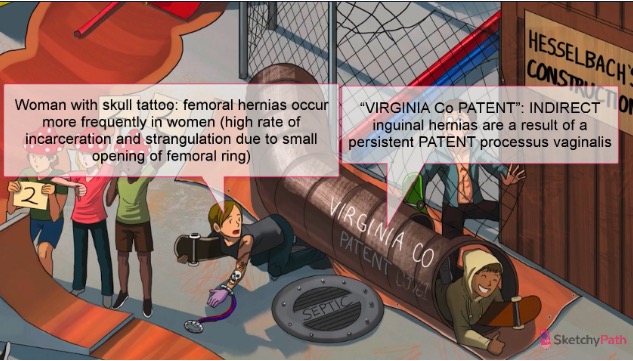 HESSELBACH'S
CONSTRUCTION
Woman with skull tattoo: femoral hernias occur
more frequently in women (high rate of
incarceration and strangulation due to small
opening of femoral ring)
“VIRGINIA Co PATENT”: INDIRECT
inguinal hernias are a result of a
persistent PATENT processus vaginalis
2
VIRGINIA CO
PATENT
SEPTIC
SketchyPath